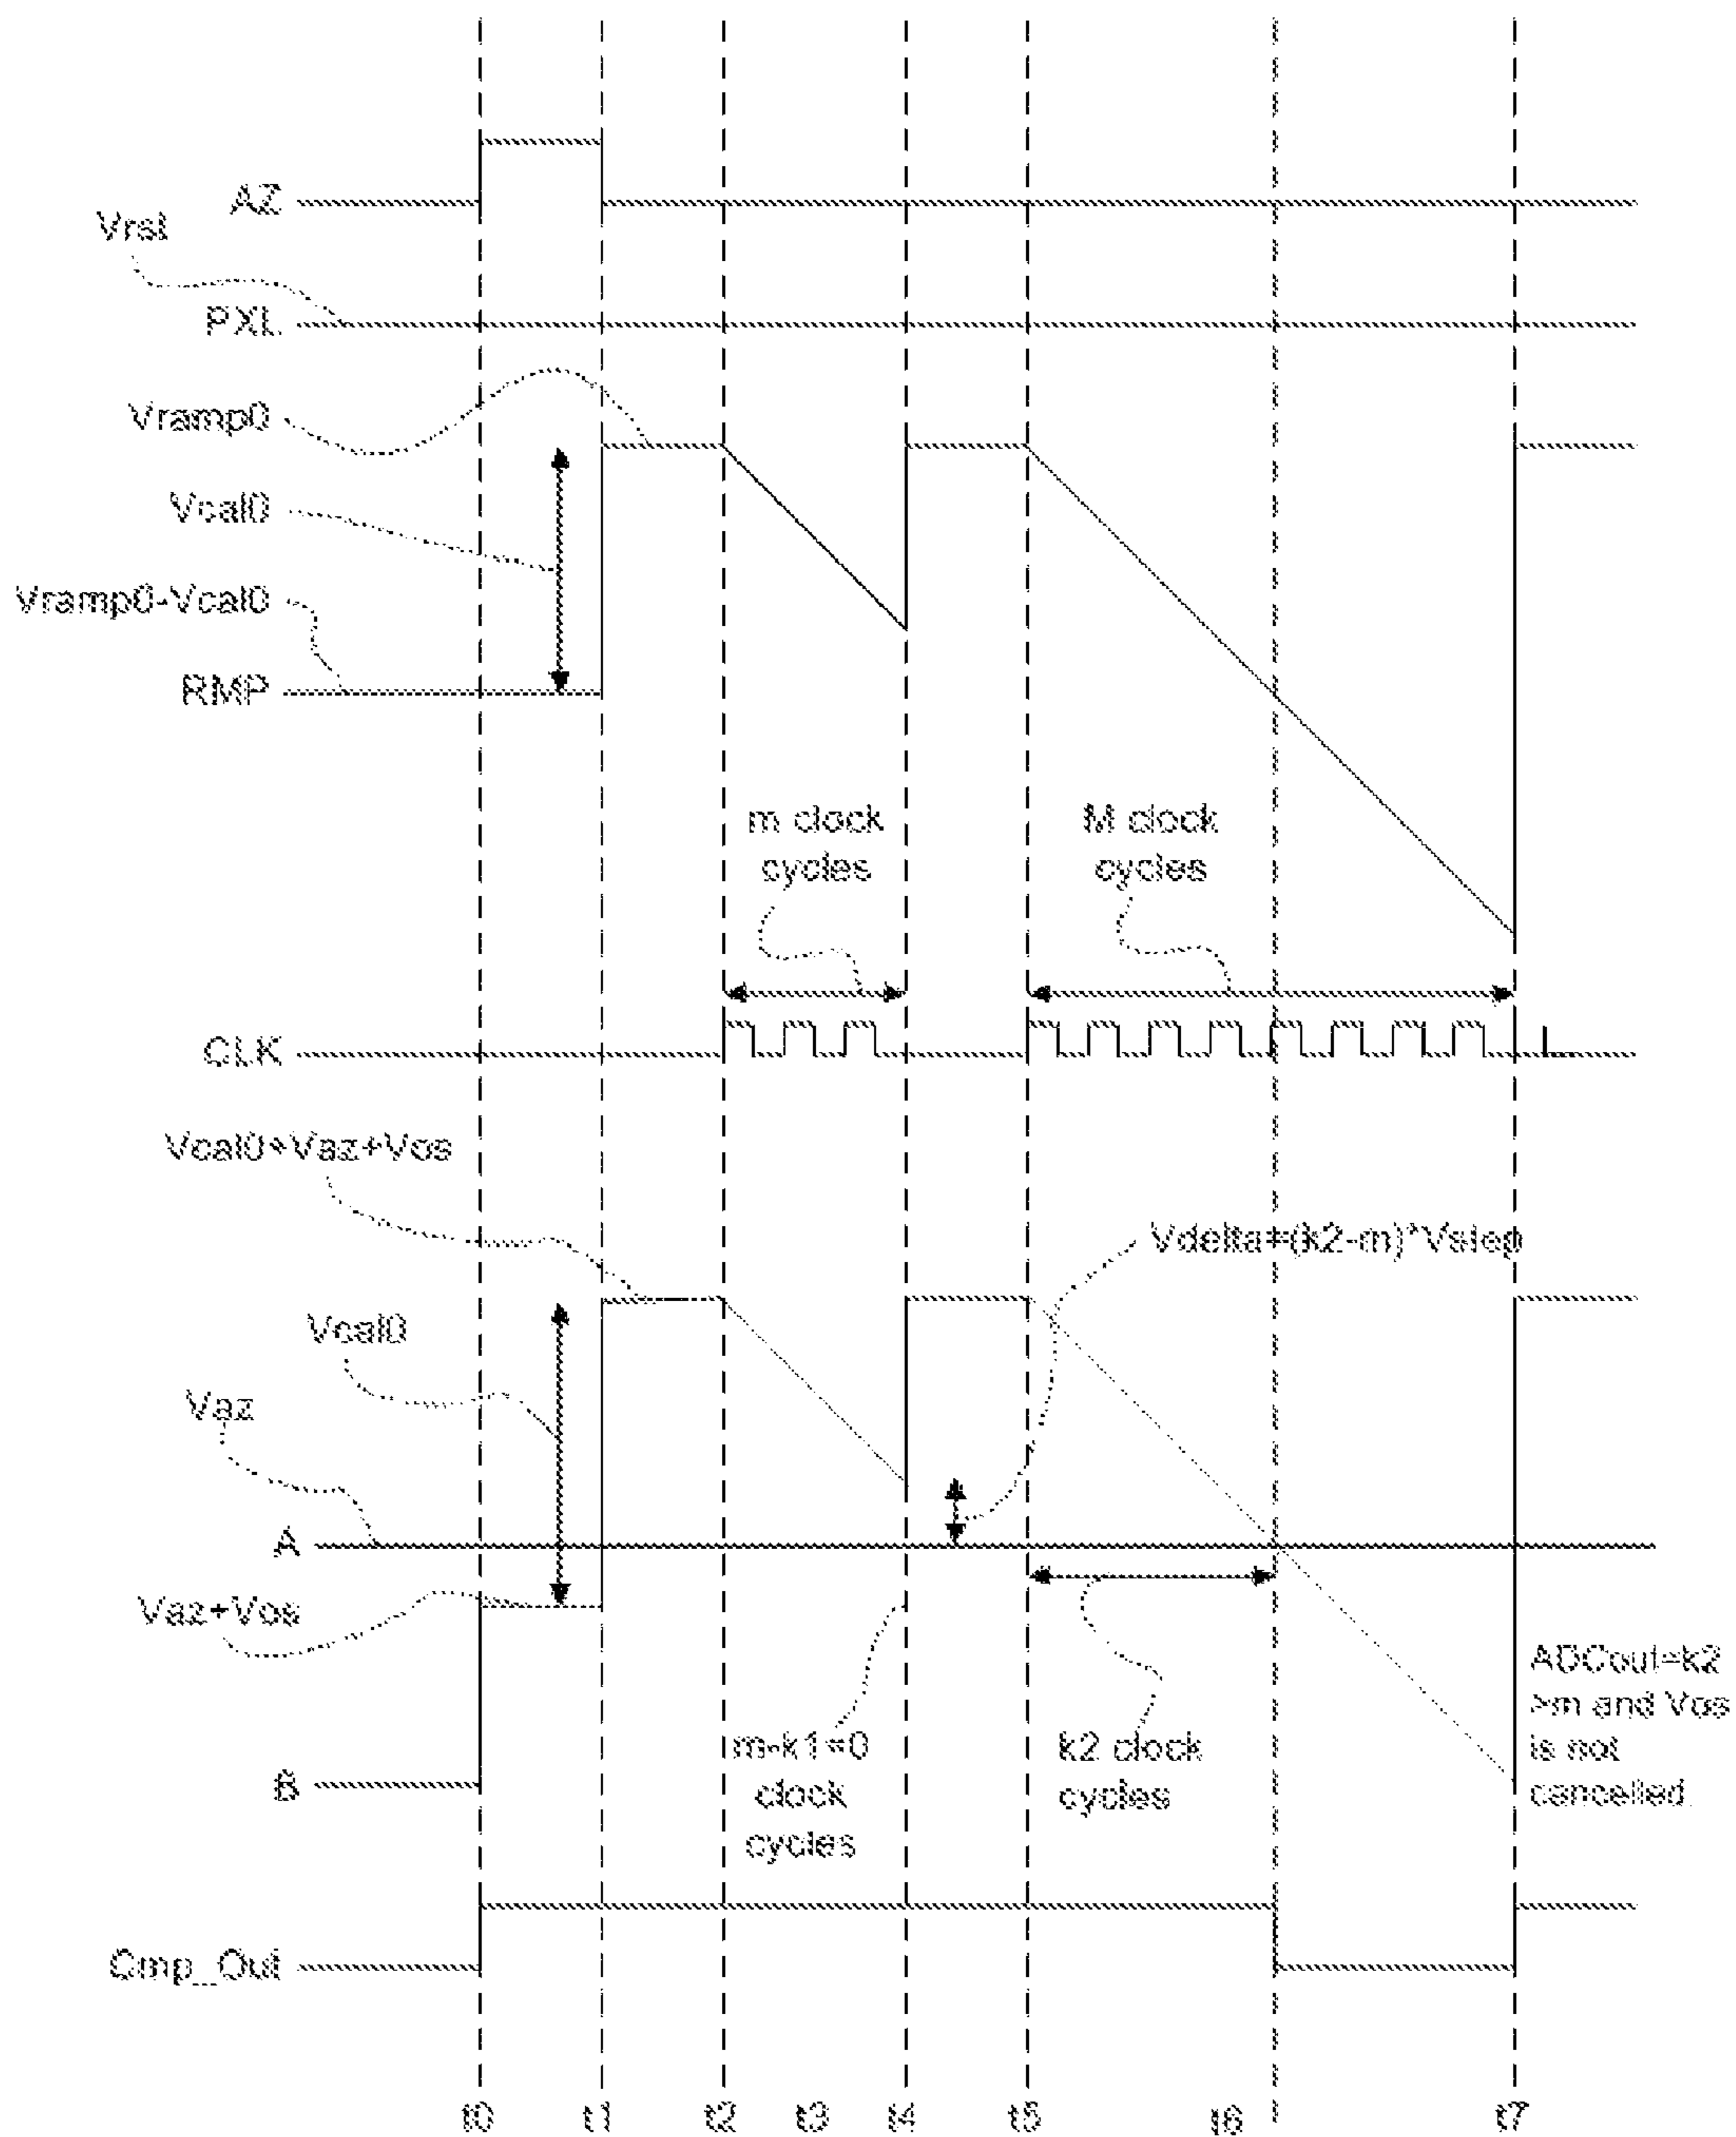 AZ
Vrst
PXL
Vramp0
Vcal0
Vramp0-Vcal0
RMP
m clock
cycles
M clock
cycles
CLK
Vcal0+Vaz+Vos
Vdelta=(k2-m)*Vstep
Vcal0
Vaz
A
Vaz+Vos
ADCout=k2
>m and Vos
is not
cancelled.
m-k1=0
clock
cycles
k2 clock
cycles
B
Cmp_Out
t0
t1
t2
t3
t4
t5
t6
t7